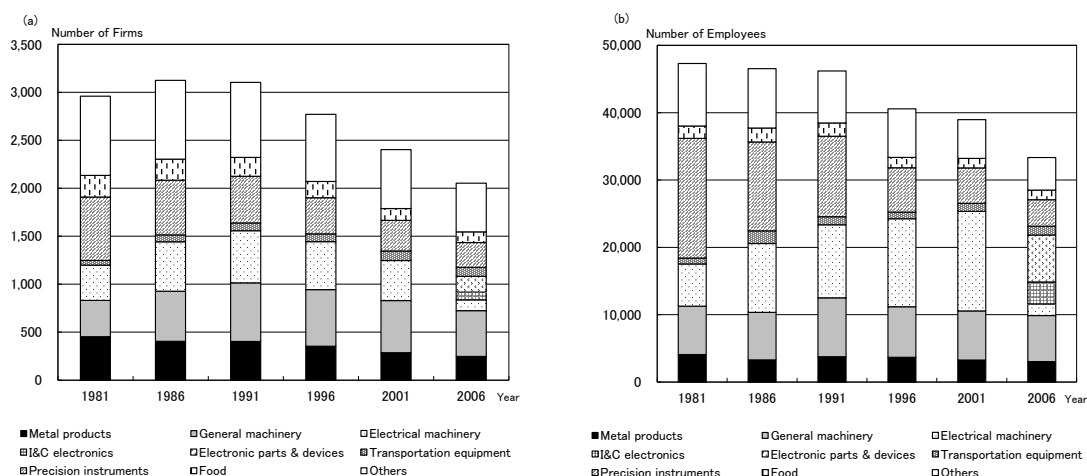 (a)
Number of Firms
3,500
3,000
2,500
2,000
1,500
1,000
500
0
1981 1986 1991 1996 2001 2006 Year
■Metal products □General machinery □Electrical machinery
I&C electronics Electronic parts & devices Transportation equipment
Precision instruments Food □Others
(b)
Number of Employees
50,000
40,000
30,000
20,000
10,000
0
1981 1986 1991 1996 2001 2006 Year
■Metal products □General machinery □Electrical machinery
I&C electronics Electronic parts & devices Transportation equipment
Precision instruments Food □Others